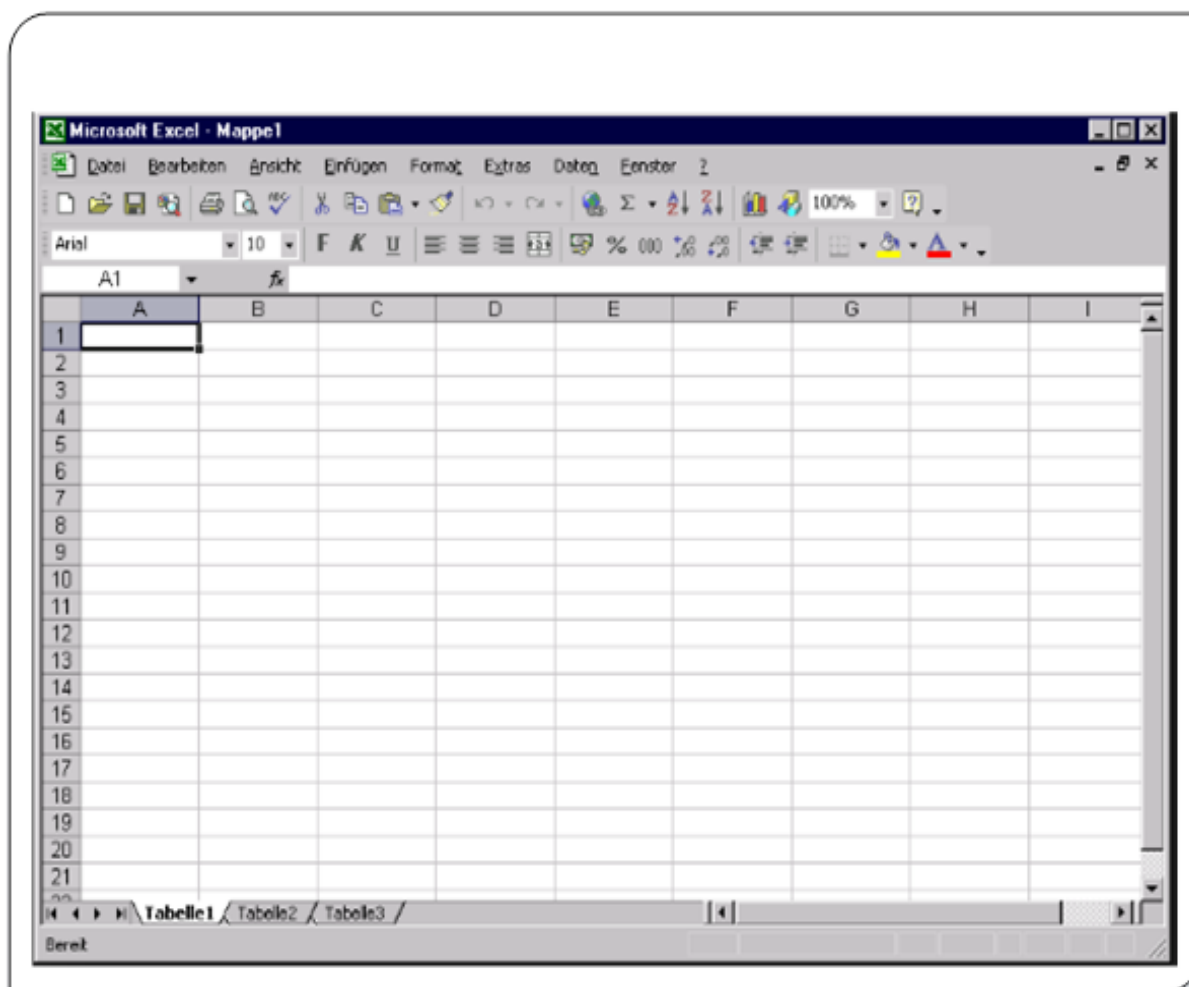 Microsoft Excel - Mappe1
Datei Bearbeiten Ansicht Einfügen Format Extras Daten Fenster ?
ABC Σ A Z Z A 100% ?
Arial 10 F K U % 000 A
A1 fx
A B C D E F G H I
1
2
3
4
5
6
7
8
9
10
11
12
13
14
15
16
17
18
19
20
21
Tabelle1 Tabelle2 Tabelle3
Bereit